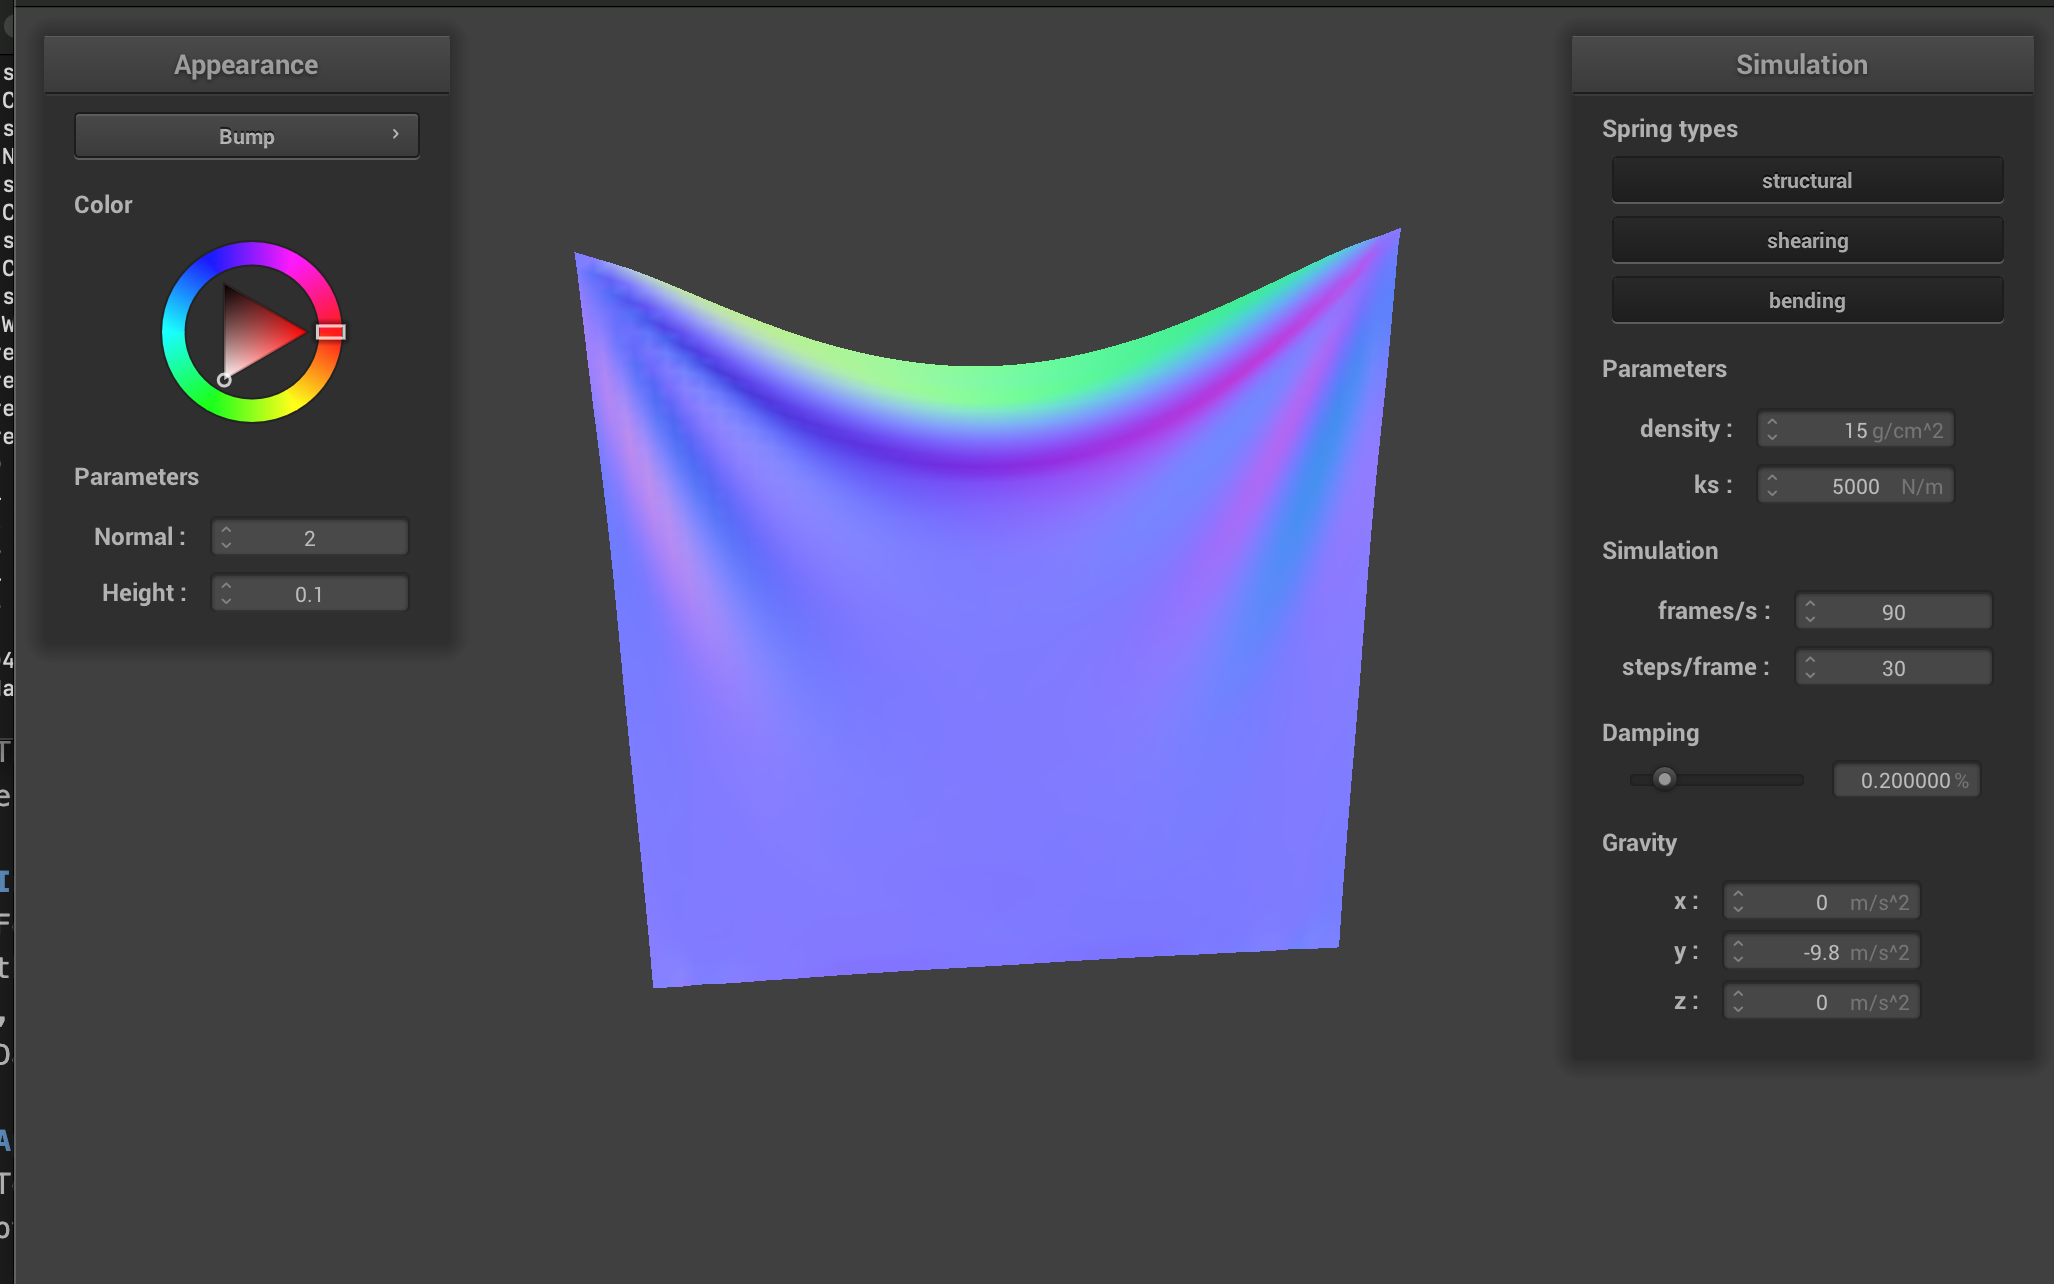 Appearance
Bump
Color
Parameters
Normal :
2
Height :
0.1
Simulation
Spring types
structural
shearing
bending
Parameters
density :
15 g/cm^2
ks :
5000 N/m
Simulation
frames/s :
90
steps/frame :
30
Damping
0.200000 %
Gravity
x :
0 m/s^2
y :
-9.8 m/s^2
z :
0 m/s^2